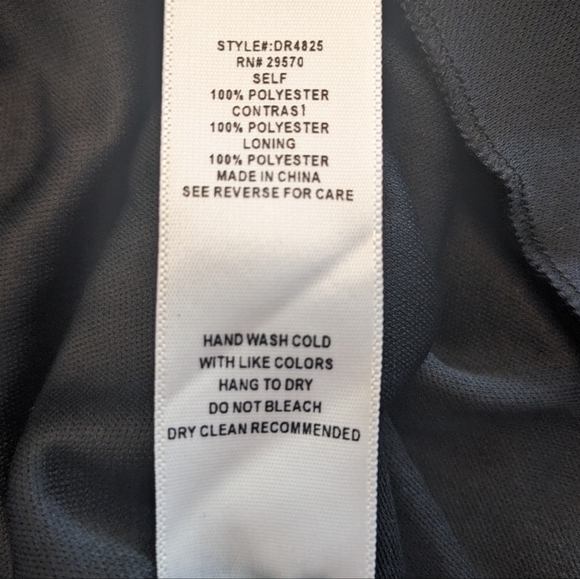 STYLE#:DR4825
RN# 29570
SELF
100% POLYESTER
CONTRAST
100% POLYESTER
LONING
100% POLYESTER
MADE IN CHINA
SEE REVERSE FOR CARE
HAND WASH COLD
WITH LIKE COLORS
HANG TO DRY
DO NOT BLEACH
DRY CLEAN RECOMMENDED